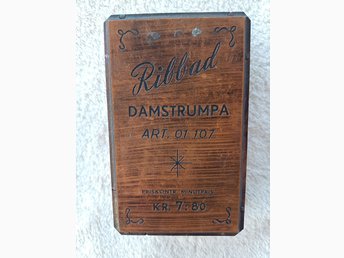 Ribbad
DAMSTRUMPA
ART. 01 107
KR. 7:80